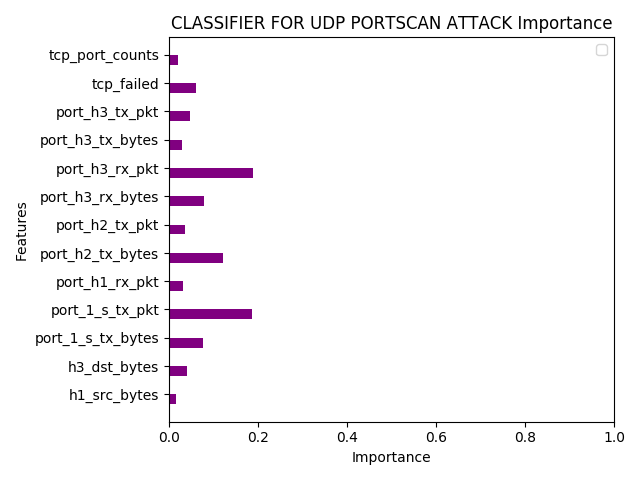 CLASSIFIER FOR UDP PORTSCAN ATTACK Importance
tcp_port_counts
tcp_failed
port_h3_tx_pkt
port_h3_tx_bytes
port_h3_rx_pkt
port_h3_rx_bytes
port_h2_tx_pkt
port_h2_tx_bytes
port_h1_rx_pkt
port_1_s_tx_pkt
port_1_s_tx_bytes
h3_dst_bytes
h1_src_bytes
Features
0.0 0.2 0.4 0.6 0.8 1.0
Importance